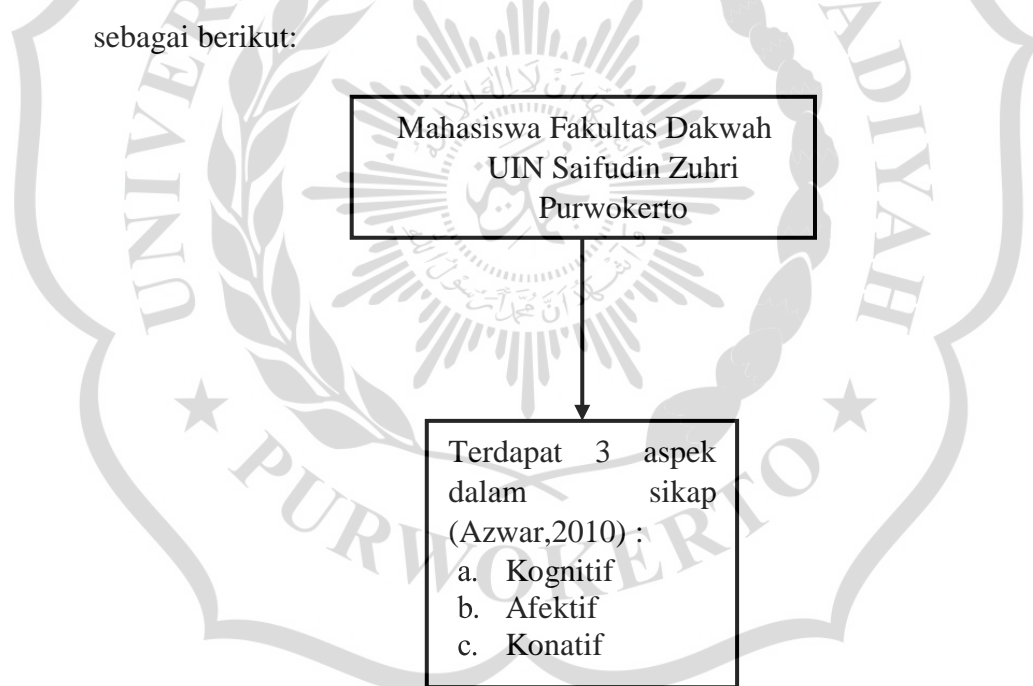 sebagai berikut:
Mahasiswa Fakultas Dakwah
UIN Saifudin Zuhri
Purwokerto
Terdapat 3 aspek
dalam sikap
(Azwar,2010) :
a. Kognitif
b. Afektif
c. Konatif
PURWOKERTO